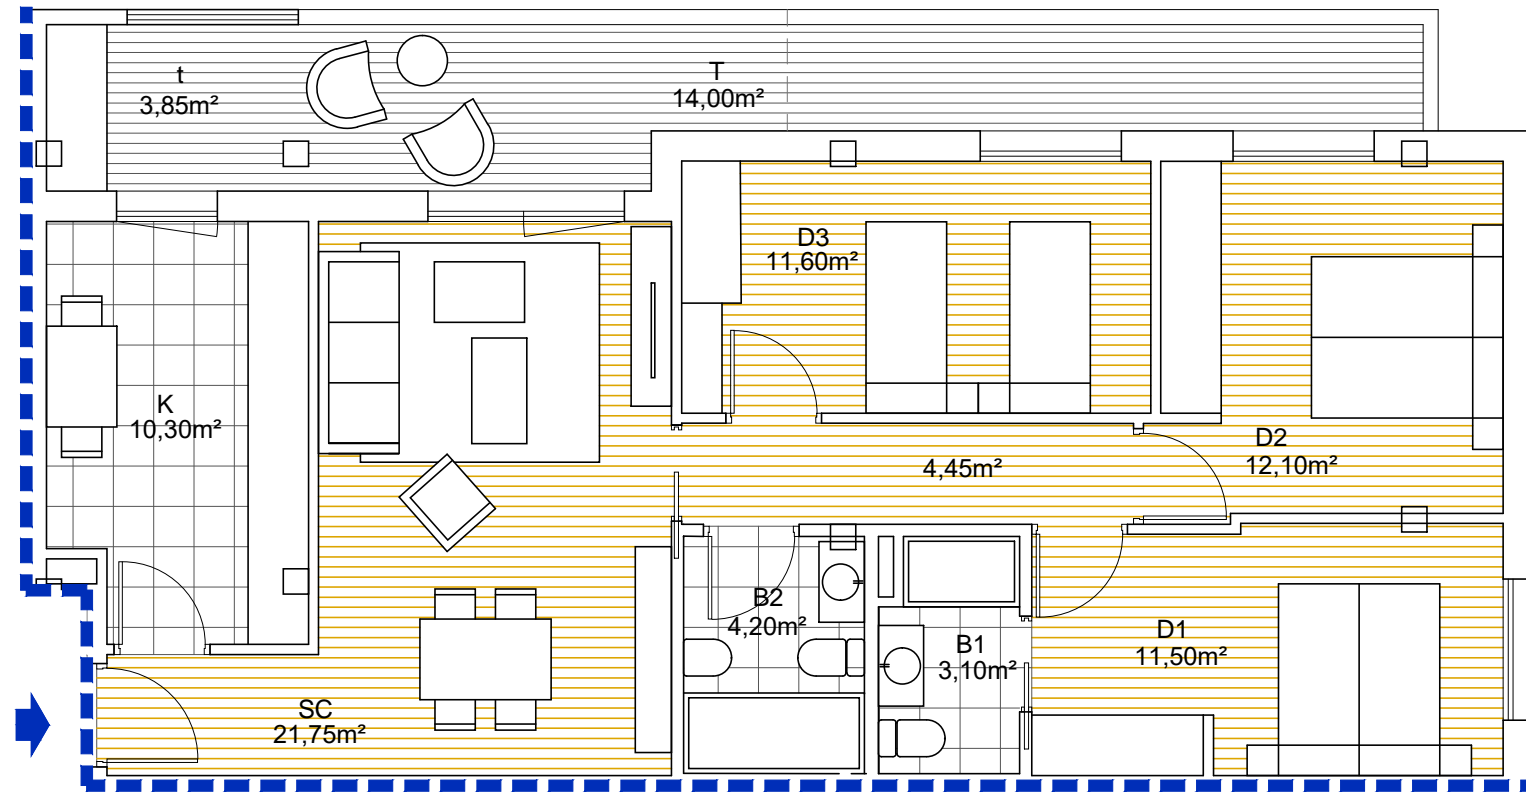 t
3,85m²
T
14,00m²
D3
11,60m²
K
10,30m²
D2
12,10m²
4,45m²
B2
4,20m²
B1
3,10m²
D1
11,50m²
SC
21,75m²